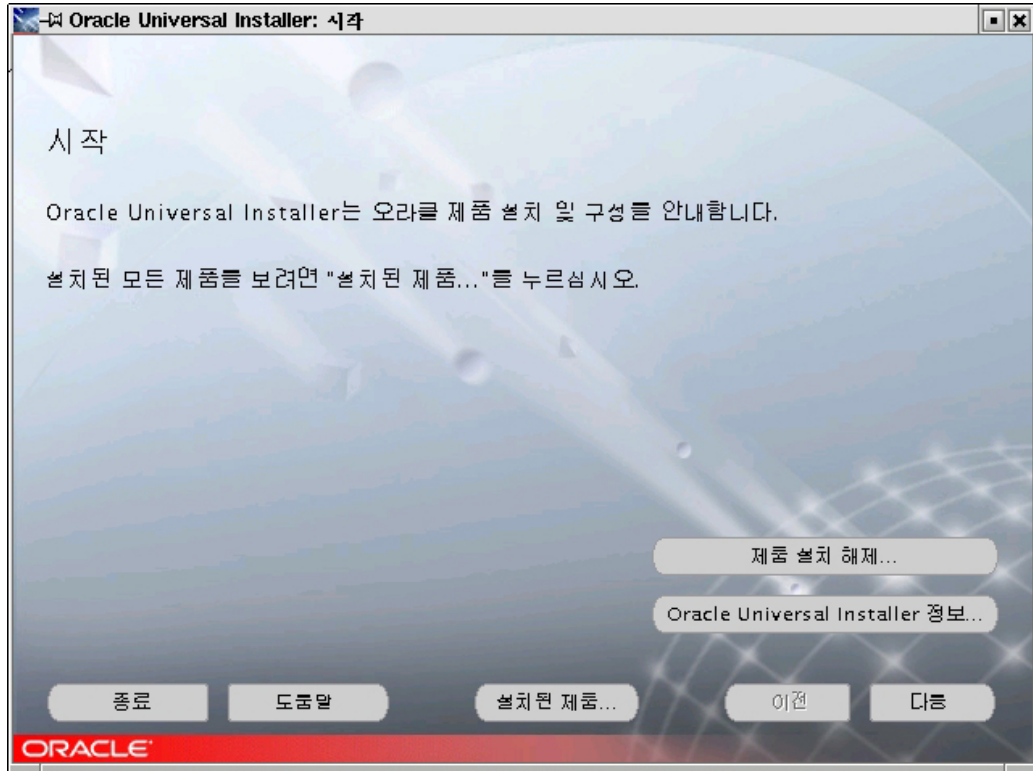 Oracle Universal Installer: 시작
시작
Oracle Universal Installer는 오라클 제품 설치 및 구성를 안내합니다.
설치된 모든 제품를 보려면 "설치된 제품..."를 누르십시오.
제품 설치 해제...
Oracle Universal Installer 정보...
종료
도움말
설치된 제품...
이전
다음
ORACLE